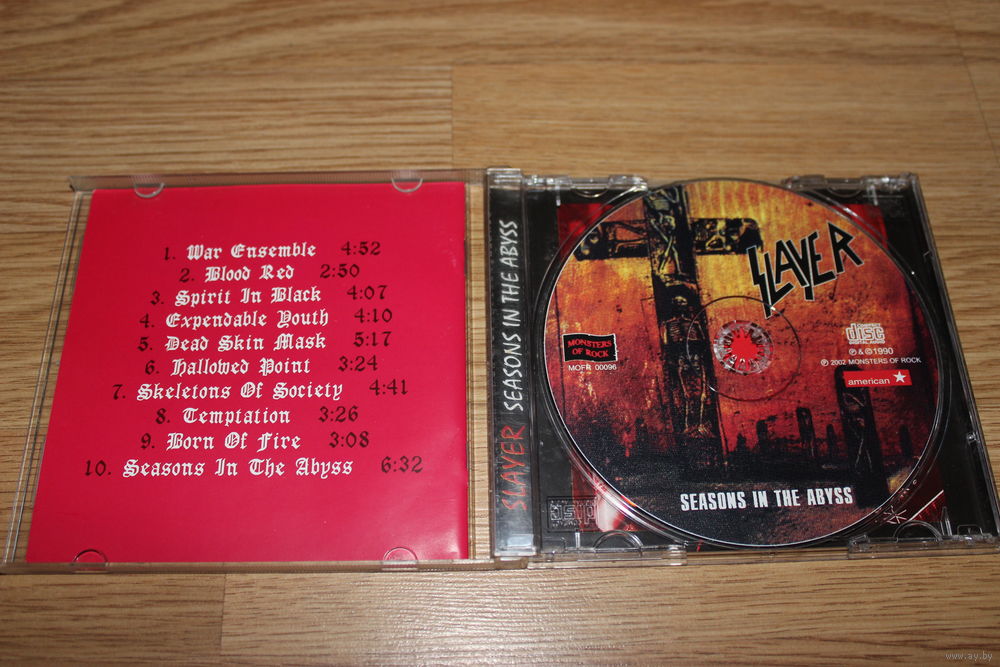 1. War Ensemble 4:52
2. Blood Red 2:50
3. Spirit In Black 4:07
4. Expendable Youth 4:10
5. Dead Skin Mask 5:17
6. Hallowed Point 3:24
7. Skeletons Of Society 4:41
8. Temptation 3:26
9. Born Of Fire 3:08
10. Seasons In The Abyss 6:32
SLAYER SEASONS IN THE ABYSS
SLAYER
MONSTERS
OF ROCK
MOFR 00096
COMPACT
disc
DIGITAL AUDIO
℗ & © 1990
℗ 2002 MONSTERS OF ROCK
american
SEASONS IN THE ABYSS
disc
www.ay.by